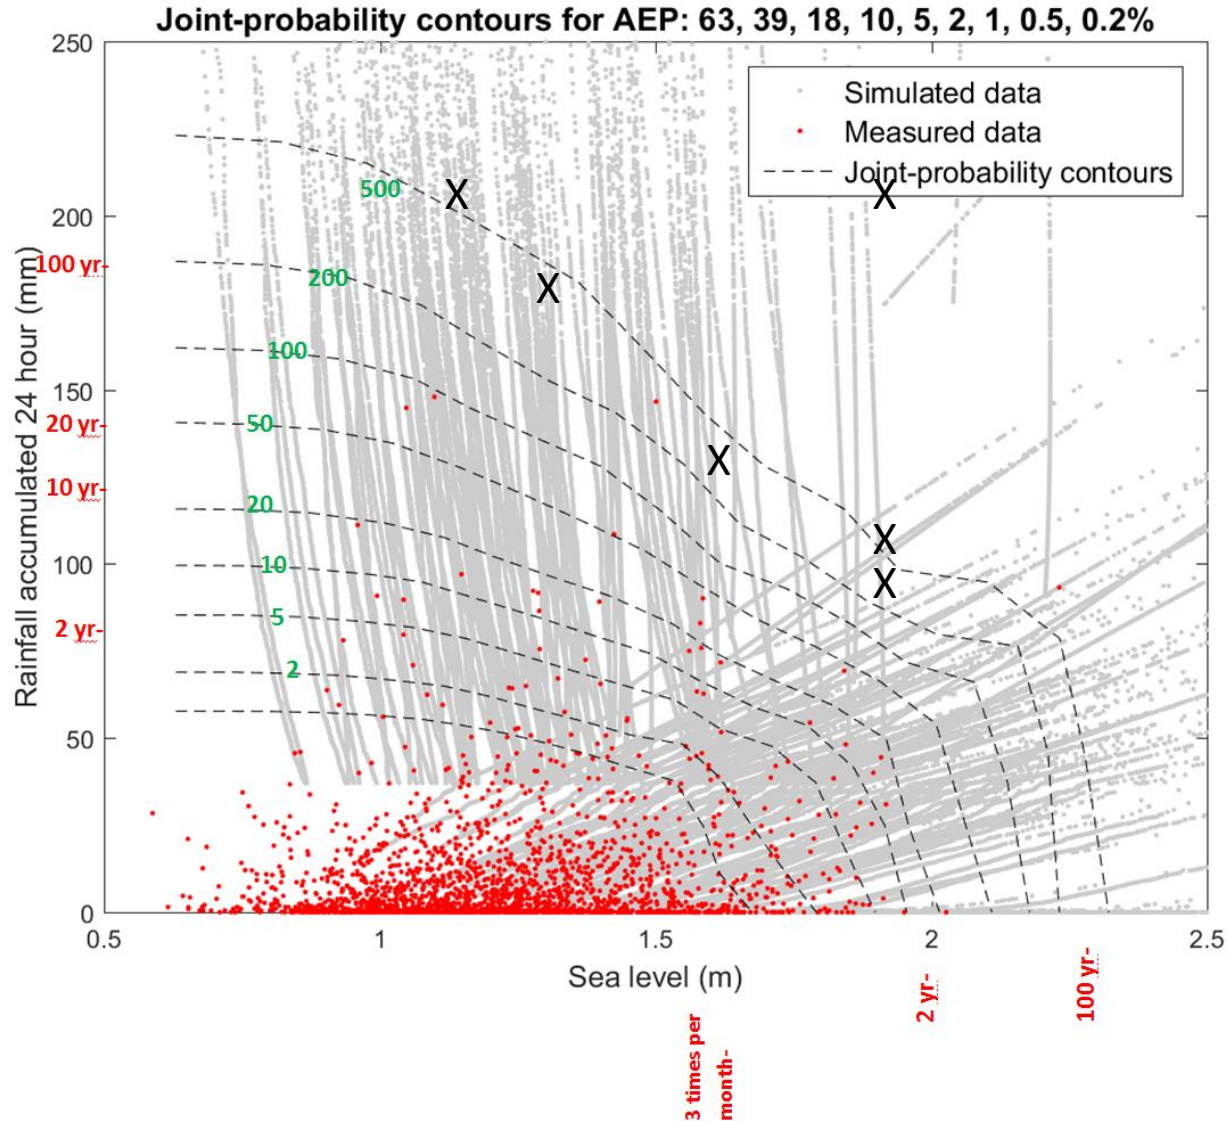 Joint-probability contours for AEP: 63, 39, 18, 10, 5, 2, 1, 0.5, 0.2%
250
200
150
100
50
0
Rainfall accumulated 24 hour (mm)
100 yr-
20 yr-
10 yr-
2 yr-
Simulated data
Measured data
Joint-probability contours
X
X
X
X
X
X
500
200
100
50
20
10
5
2
0.5
1
1.5
2
2.5
Sea level (m)
3 times per
month-
2 yr-
100 yr-